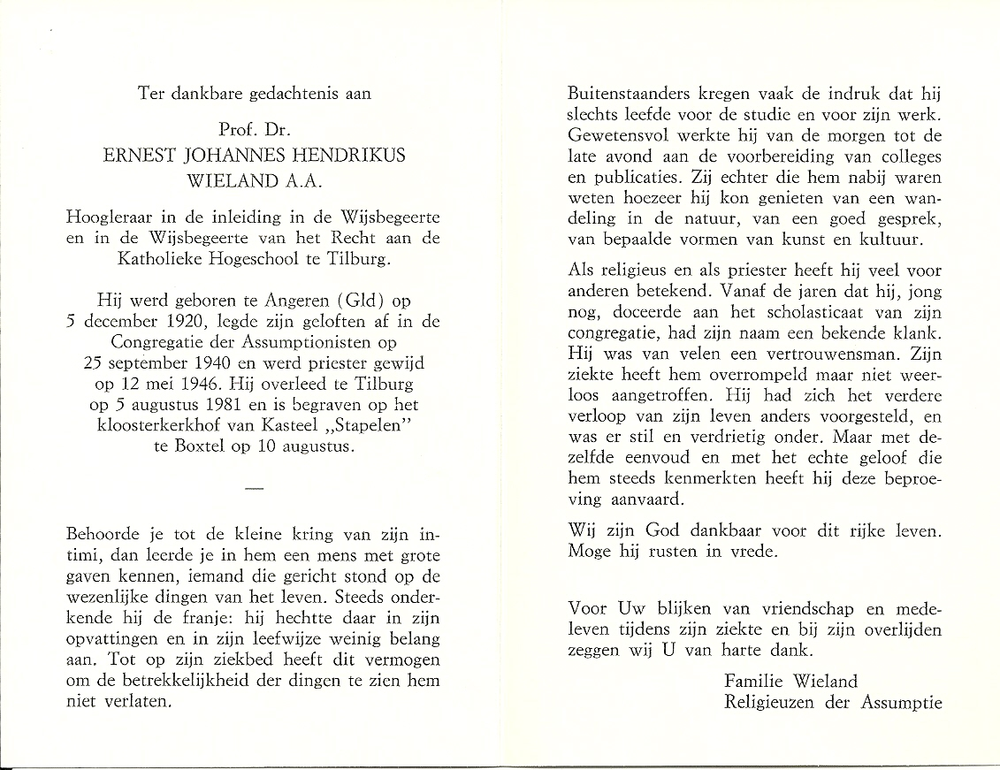 Ter dankbare gedachtenis aan
Prof. Dr.
ERNEST JOHANNES HENDRIKUS
WIELAND A.A.
Hoogleraar in de inleiding in de Wijsbegeerte
en in de Wijsbegeerte van het Recht aan de
Katholieke Hogeschool te Tilburg.
Hij werd geboren te Angeren (Gld) op
5 december 1920, legde zijn geloften af in de
Congregatie der Assumptionisten op
25 september 1940 en werd priester gewijd
op 12 mei 1946. Hij overleed te Tilburg
op 5 augustus 1981 en is begraven op het
kloosterkerkhof van Kasteel „Stapelen”
te Boxtel op 10 augustus.
—
Behoorde je tot de kleine kring van zijn in-
timi, dan leerde je in hem een mens met grote
gaven kennen, iemand die gericht stond op de
wezenlijke dingen van het leven. Steeds onder-
kende hij de franje: hij hechtte daar in zijn
opvattingen en in zijn leefwijze weinig belang
aan. Tot op zijn ziekbed heeft dit vermogen
om de betrekkelijkheid der dingen te zien hem
niet verlaten.
Buitenstaanders kregen vaak de indruk dat hij
slechts leefde voor de studie en voor zijn werk.
Gewetensvol werkte hij van de morgen tot de
late avond aan de voorbereiding van colleges
en publicaties. Zij echter die hem nabij waren
weten hoezeer hij kon genieten van een wan-
deling in de natuur, van een goed gesprek,
van bepaalde vormen van kunst en kultuur.
Als religieus en als priester heeft hij veel voor
anderen betekend. Vanaf de jaren dat hij, jong
nog, doceerde aan het scholasticaat van zijn
congregatie, had zijn naam een bekende klank.
Hij was van velen een vertrouwensman. Zijn
ziekte heeft hem overrompeld maar niet weer-
loos aangetroffen. Hij had zich het verdere
verloop van zijn leven anders voorgesteld, en
was er stil en verdrietig onder. Maar met de-
zelfde eenvoud en met het echte geloof die
hem steeds kenmerkten heeft hij deze beproe-
ving aanvaard.
Wij zijn God dankbaar voor dit rijke leven.
Moge hij rusten in vrede.
Voor Uw blijken van vriendschap en mede-
leven tijdens zijn ziekte en bij zijn overlijden
zeggen wij U van harte dank.
Familie Wieland
Religieuzen der Assumptie